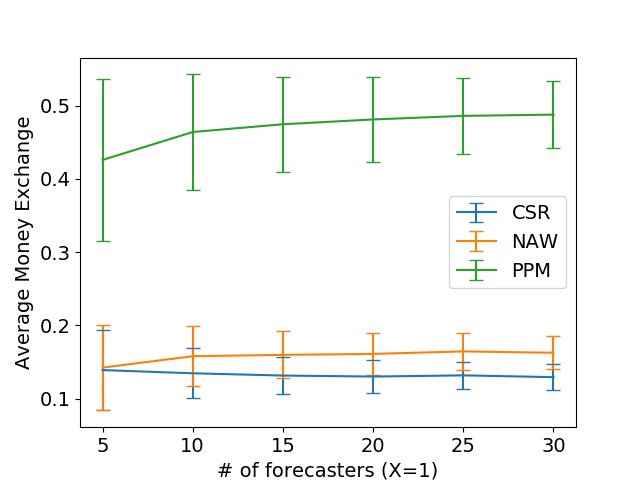 Average Money Exchange
0.5
0.4
0.3
0.2
0.1
CSR
NAW
PPM
5 10 15 20 25 30
# of forecasters (X=1)